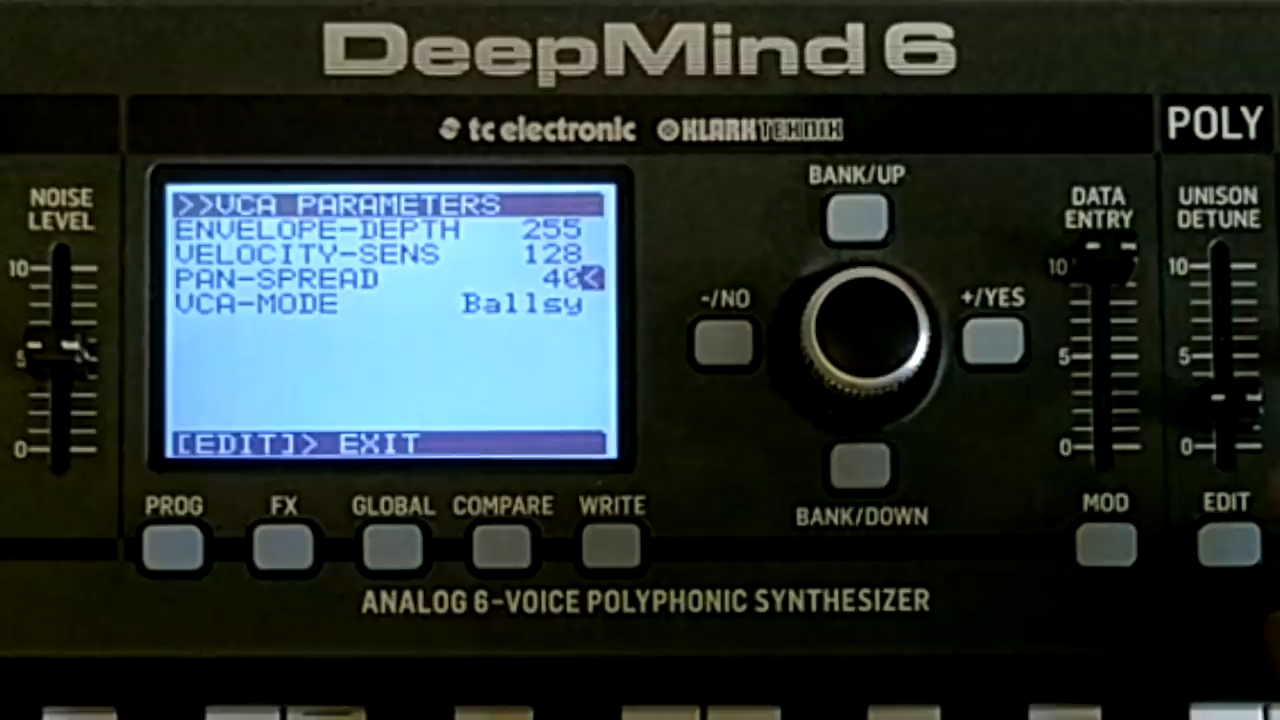 DeepMind 6
tc electronic KLARK TEKNIK
POLY
NOISE
LEVEL
10
5
0
>>VCA PARAMETERS
ENVELOPE-DEPTH 255
VELOCITY-SENS 128
PAN-SPREAD 40<
VCA-MODE Ballsy
[EDIT]> EXIT
BANK/UP
-/NO
+/YES
BANK/DOWN
DATA
ENTRY
10
5
0
UNISON
DETUNE
10
5
0
PROG FX GLOBAL COMPARE WRITE
MOD
EDIT
ANALOG 6-VOICE POLYPHONIC SYNTHESIZER